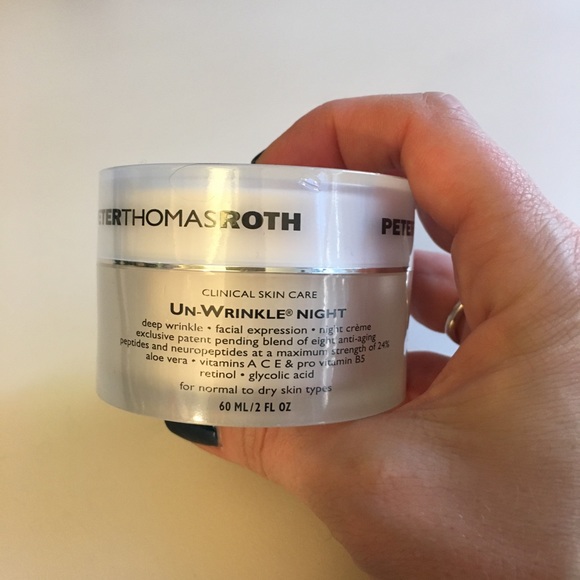 ETERTHOMASROTH PETE
CLINICAL SKIN CARE
UN-WRINKLE® NIGHT
deep wrinkle • facial expression • night crème
exclusive patent pending blend of eight anti-aging
peptides and neuropeptides at a maximum strength of 24%
aloe vera • vitamins A C E & pro vitamin B5
retinol • glycolic acid
for normal to dry skin types
60 ML/2 FL OZ